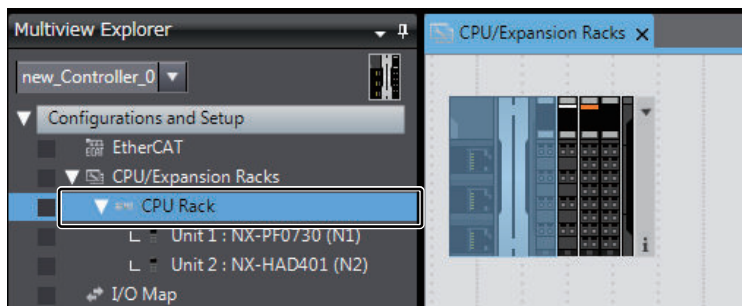 Multiview Explorer
new_Controller_0
Configurations and Setup
EtherCAT
CPU/Expansion Racks
CPU Rack
Unit 1 : NX-PF0730 (N1)
Unit 2 : NX-HAD401 (N2)
I/O Map
CPU/Expansion Racks
i